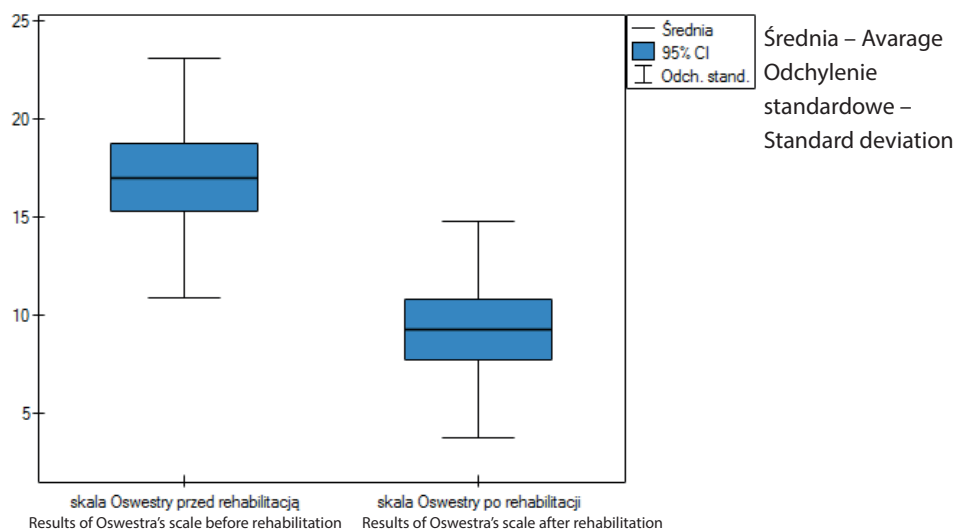 25
20
15
10
5
Średnia
95% CI
Odch. stand.
Średnia – Avarage
Odchylenie
standardowe –
Standard deviation
skala Oswestry przed rehabilitacją
Results of Oswestra's scale before rehabilitation
skala Oswestry po rehabilitacji
Results of Oswestra's scale after rehabilitation